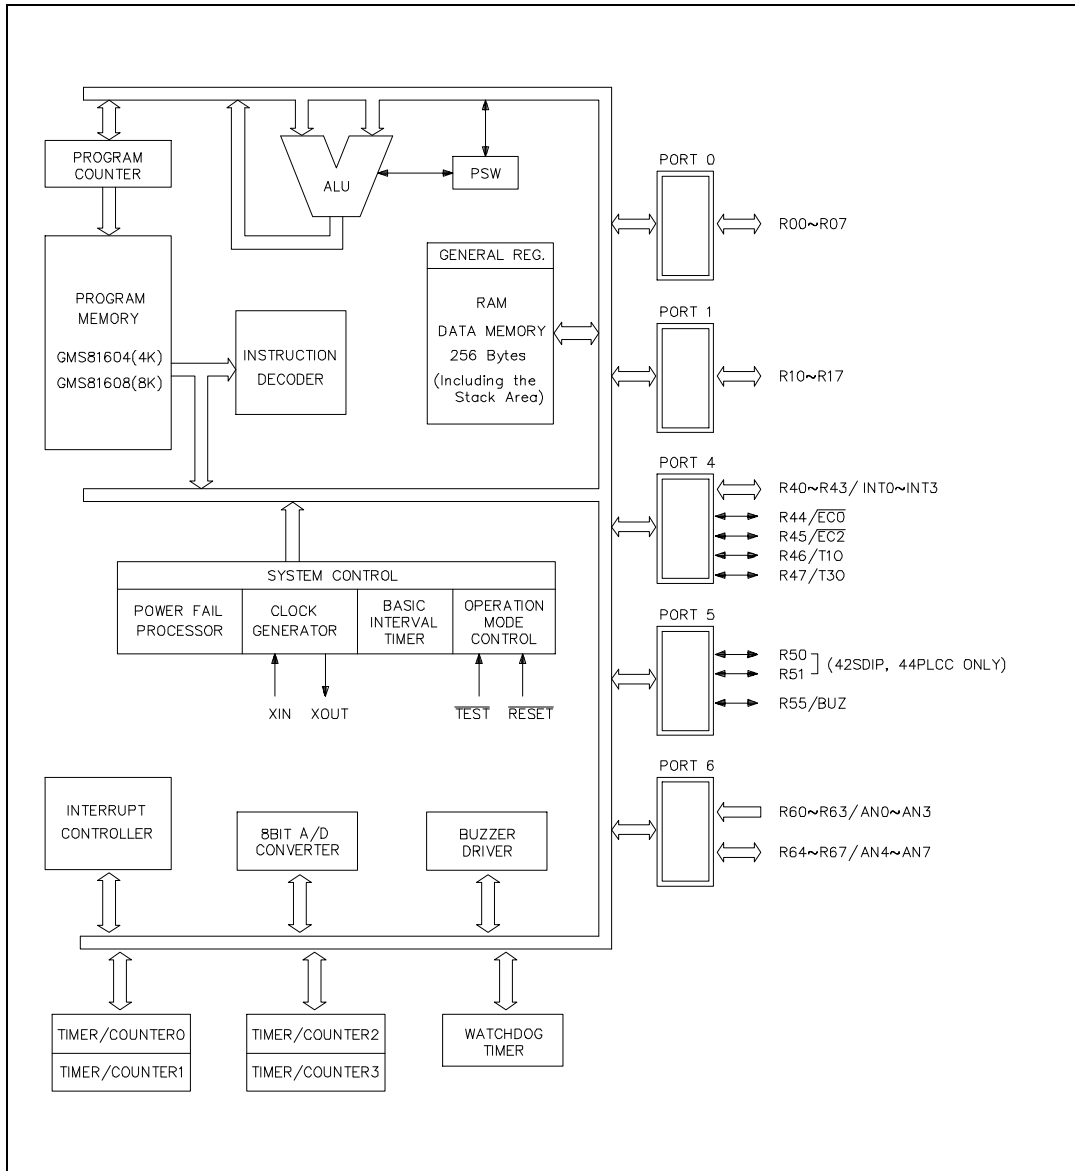 PROGRAM
COUNTER
ALU
PSW
PROGRAM
MEMORY
GMS81604(4K)
GMS81608(8K)
INSTRUCTION
DECODER
GENERAL REG.
RAM
DATA MEMORY
256 Bytes
(Including the
Stack Area)
PORT 0
R00~R07
PORT 1
R10~R17
PORT 4
R40~R43/ INT0~INT3
R44/E̅C̅0̅
R45/E̅C̅2̅
R46/T1O
R47/T3O
PORT 5
R50
R51
(42SDIP, 44PLCC ONLY)
R55/BUZ
PORT 6
R60~R63/AN0~AN3
R64~R67/AN4~AN7
SYSTEM CONTROL
POWER FAIL
PROCESSOR
CLOCK
GENERATOR
BASIC
INTERVAL
TIMER
OPERATION
MODE
CONTROL
XIN
XOUT
T̅E̅S̅T̅
R̅E̅S̅E̅T̅
INTERRUPT
CONTROLLER
8BIT A/D
CONVERTER
BUZZER
DRIVER
TIMER/COUNTER0
TIMER/COUNTER1
TIMER/COUNTER2
TIMER/COUNTER3
WATCHDOG
TIMER